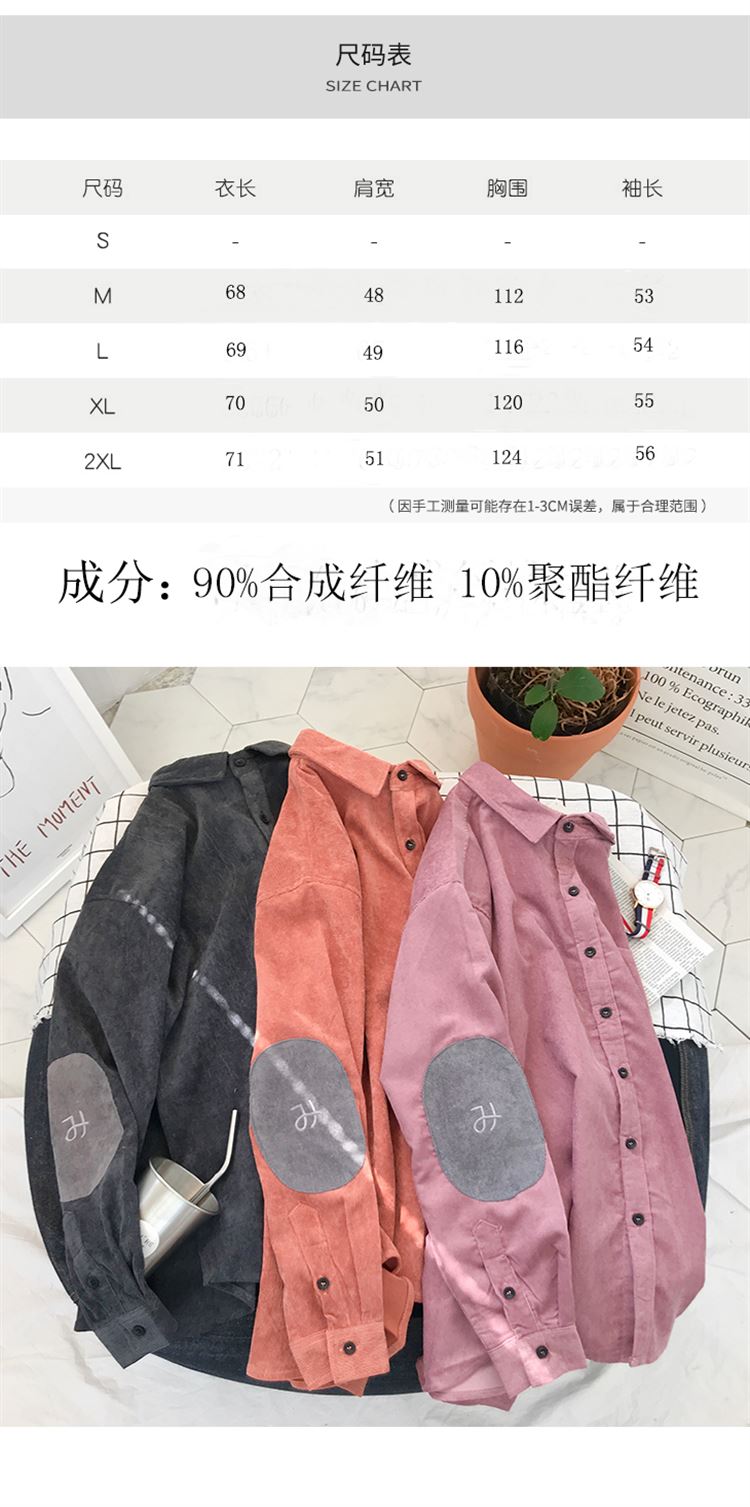 尺码表
SIZE CHART
尺码 衣长 肩宽 胸围 袖长
S - - - -
M 68 48 112 53
L 69 49 116 54
XL 70 50 120 55
2XL 71 51 124 56
（因手工测量可能存在1-3CM误差，属于合理范围）
成分：90%合成纤维 10%聚酯纤维
THE MOMENT
ntenance : 33
100 % Ecographik
Ne le jetez pas.
l peut servir plusieurs
み
み
み